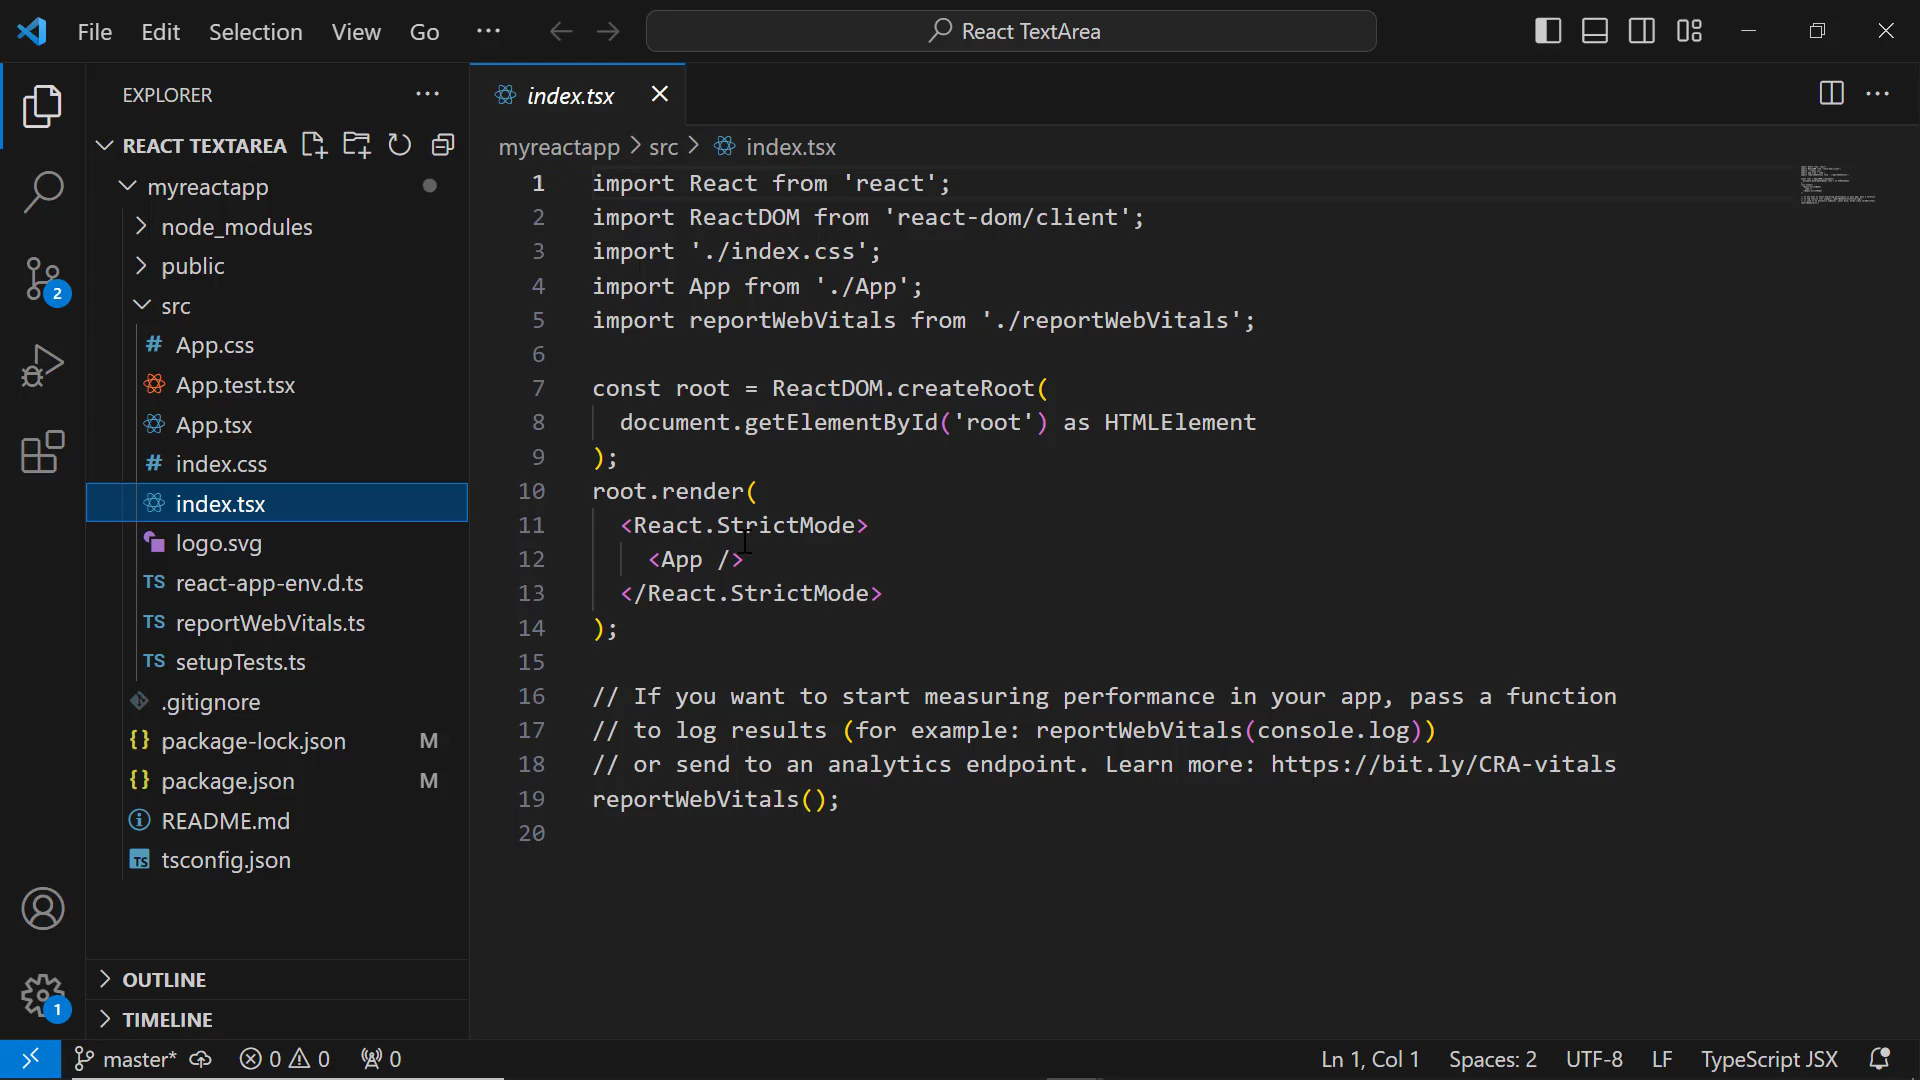 File Edit Selection View Go ··· React TextArea
EXPLORER ···
REACT TEXTAREA
myreactapp
node_modules
public
src
# App.css
App.test.tsx
App.tsx
# index.css
index.tsx
logo.svg
TS react-app-env.d.ts
TS reportWebVitals.ts
TS setupTests.ts
.gitignore
{} package-lock.json M
{} package.json M
README.md
TS tsconfig.json
OUTLINE
TIMELINE
2
1
index.tsx
myreactapp > src > index.tsx
1 import React from 'react';
2 import ReactDOM from 'react-dom/client';
3 import './index.css';
4 import App from './App';
5 import reportWebVitals from './reportWebVitals';
6
7 const root = ReactDOM.createRoot(
8 document.getElementById('root') as HTMLElement
9 );
10 root.render(
11 <React.StrictMode>
12 <App />
13 </React.StrictMode>
14 );
15
16 // If you want to start measuring performance in your app, pass a function
17 // to log results (for example: reportWebVitals(console.log))
18 // or send to an analytics endpoint. Learn more: https://bit.ly/CRA-vitals
19 reportWebVitals();
20
master* 0 0 0 Ln 1, Col 1 Spaces: 2 UTF-8 LF TypeScript JSX